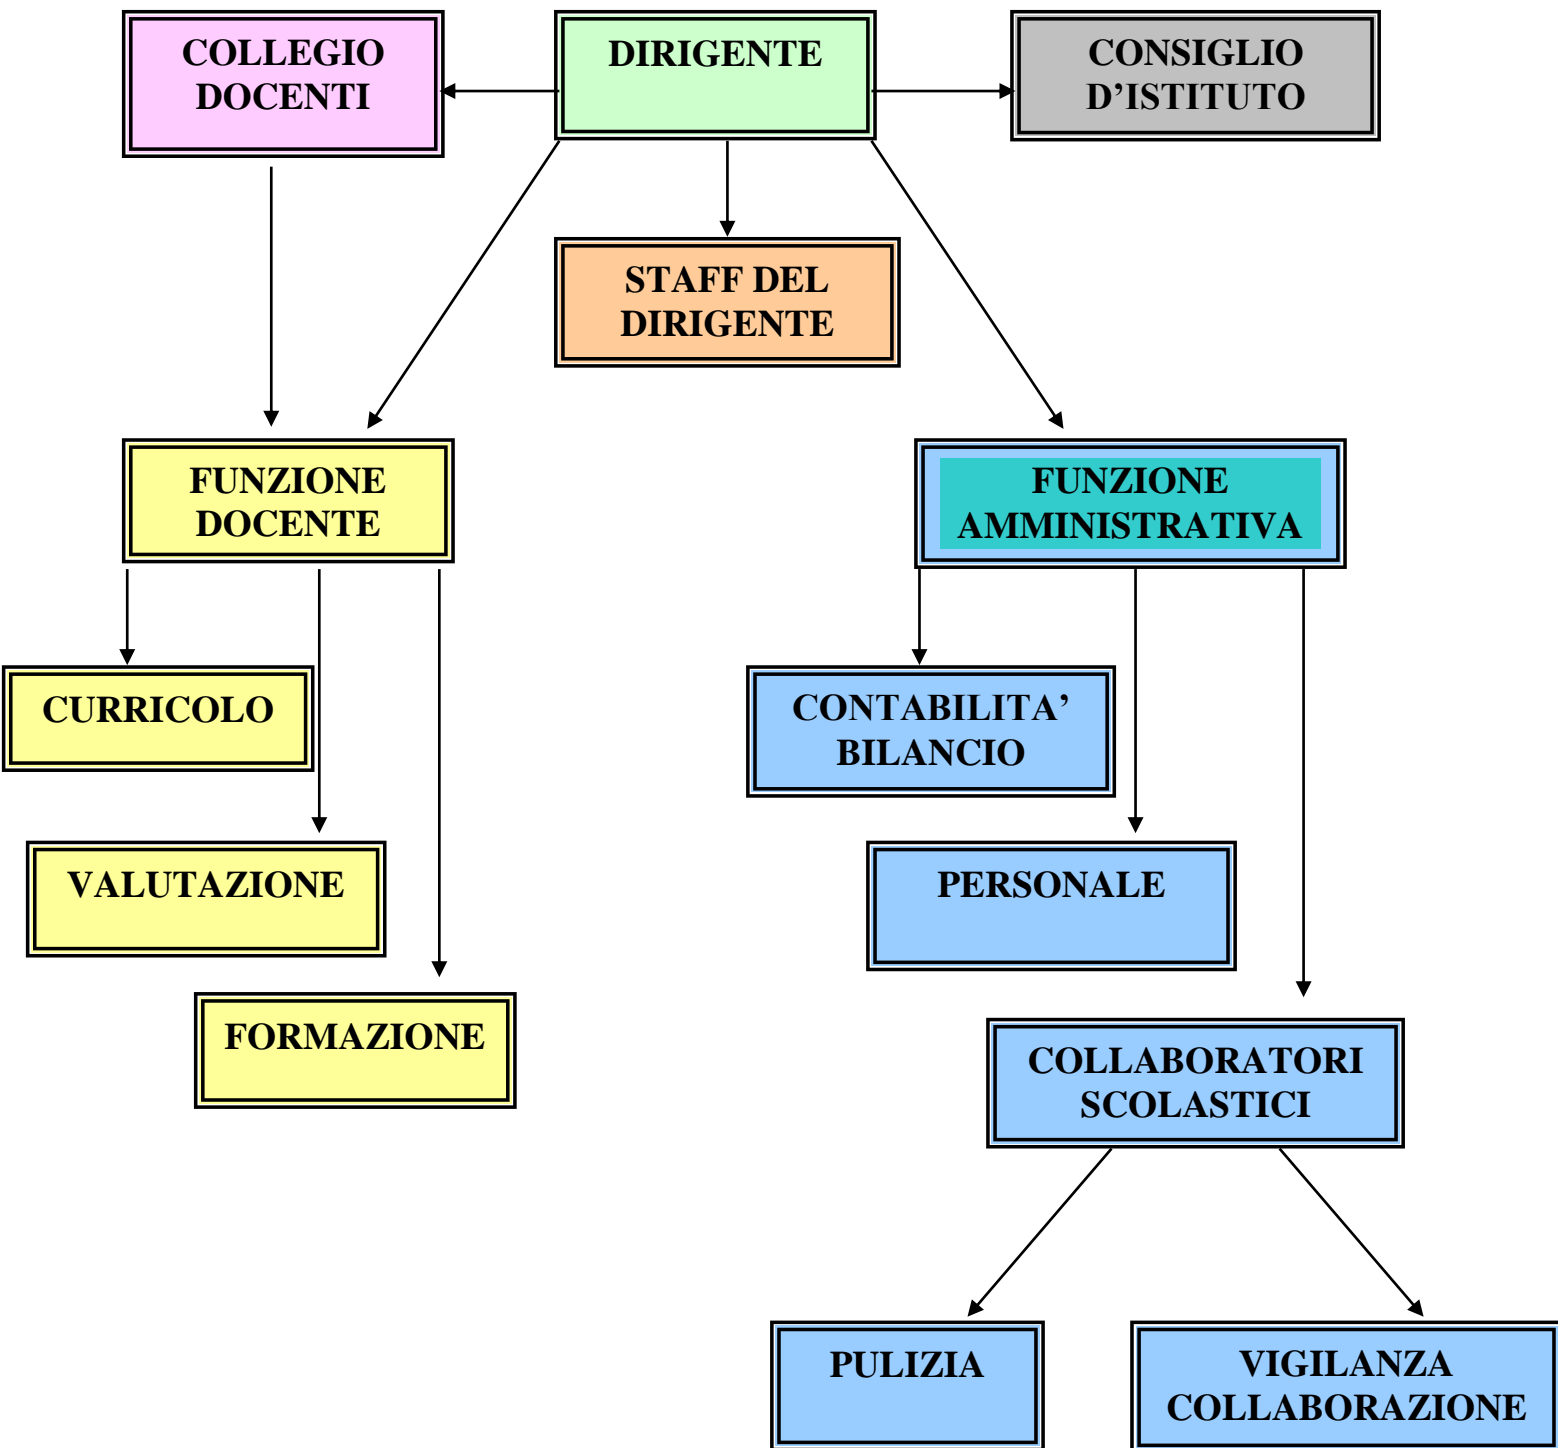 COLLEGIO
DOCENTI
DIRIGENTE
CONSIGLIO
D’ISTITUTO
STAFF DEL
DIRIGENTE
FUNZIONE
DOCENTE
FUNZIONE
AMMINISTRATIVA
CURRICOLO
CONTABILITA’
BILANCIO
VALUTAZIONE
PERSONALE
FORMAZIONE
COLLABORATORI
SCOLASTICI
PULIZIA
VIGILANZA
COLLABORAZIONE